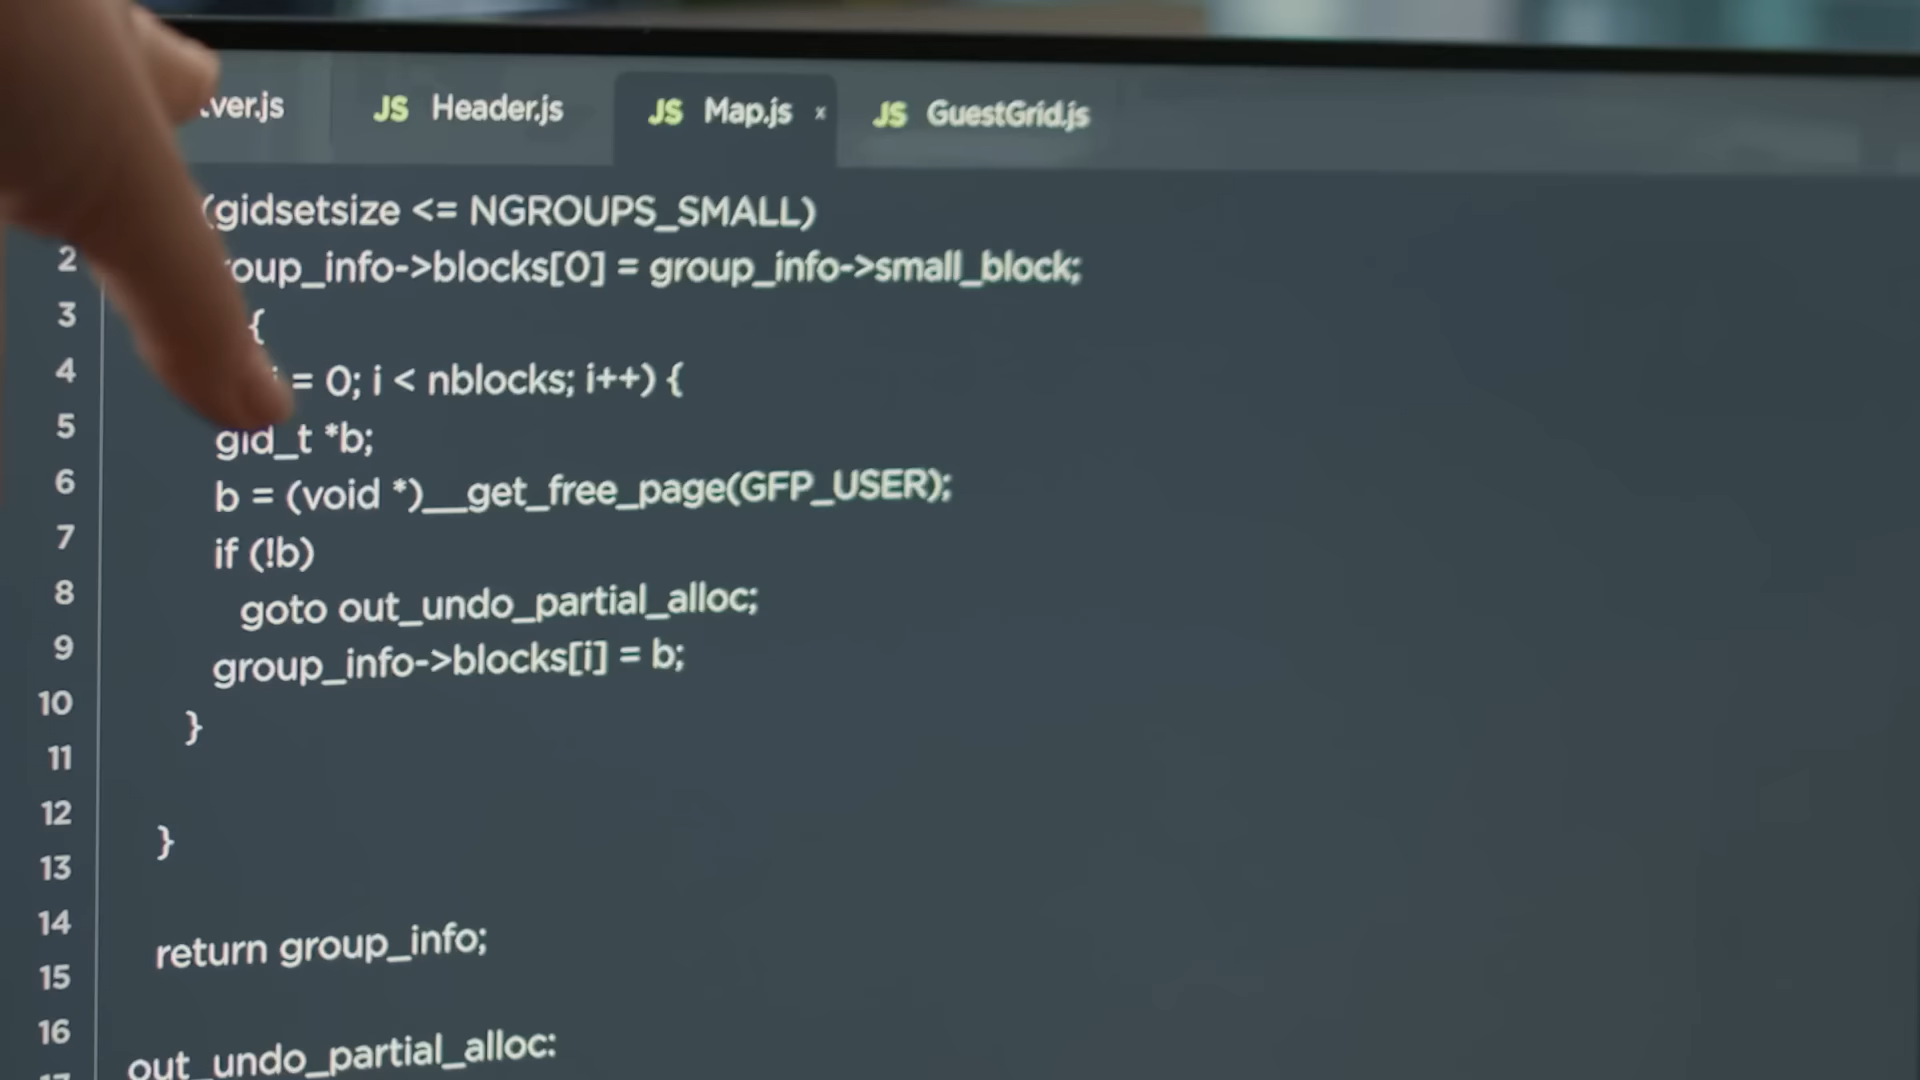 .ver.js JS Header.js JS Map.js x JS GuestGrid.js
(gidsetsize <= NGROUPS_SMALL)
2 oup_info->blocks[0] = group_info->small_block;
3 {
4 i = 0; i < nblocks; i++) {
5 gid_t *b;
6 b = (void *)__get_free_page(GFP_USER);
7 if (!b)
8 goto out_undo_partial_alloc;
9 group_info->blocks[i] = b;
10 }
11
12 }
13
14 return group_info;
15
16 out_undo_partial_alloc: